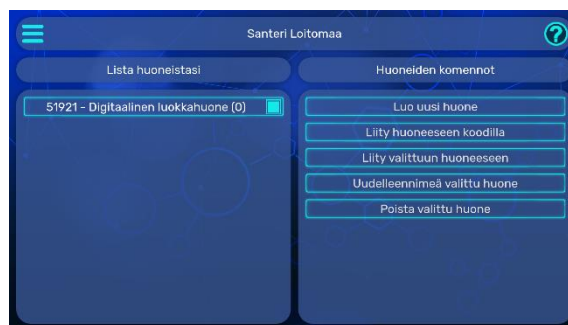 Santeri Loitomaa
?
Lista huoneistasi
51921 - Digitaalinen luokkahuone (0)
Huoneiden komennot
Luo uusi huone
Liity huoneeseen koodilla
Liity valittuun huoneeseen
Uudelleennimeä valittu huone
Poista valittu huone